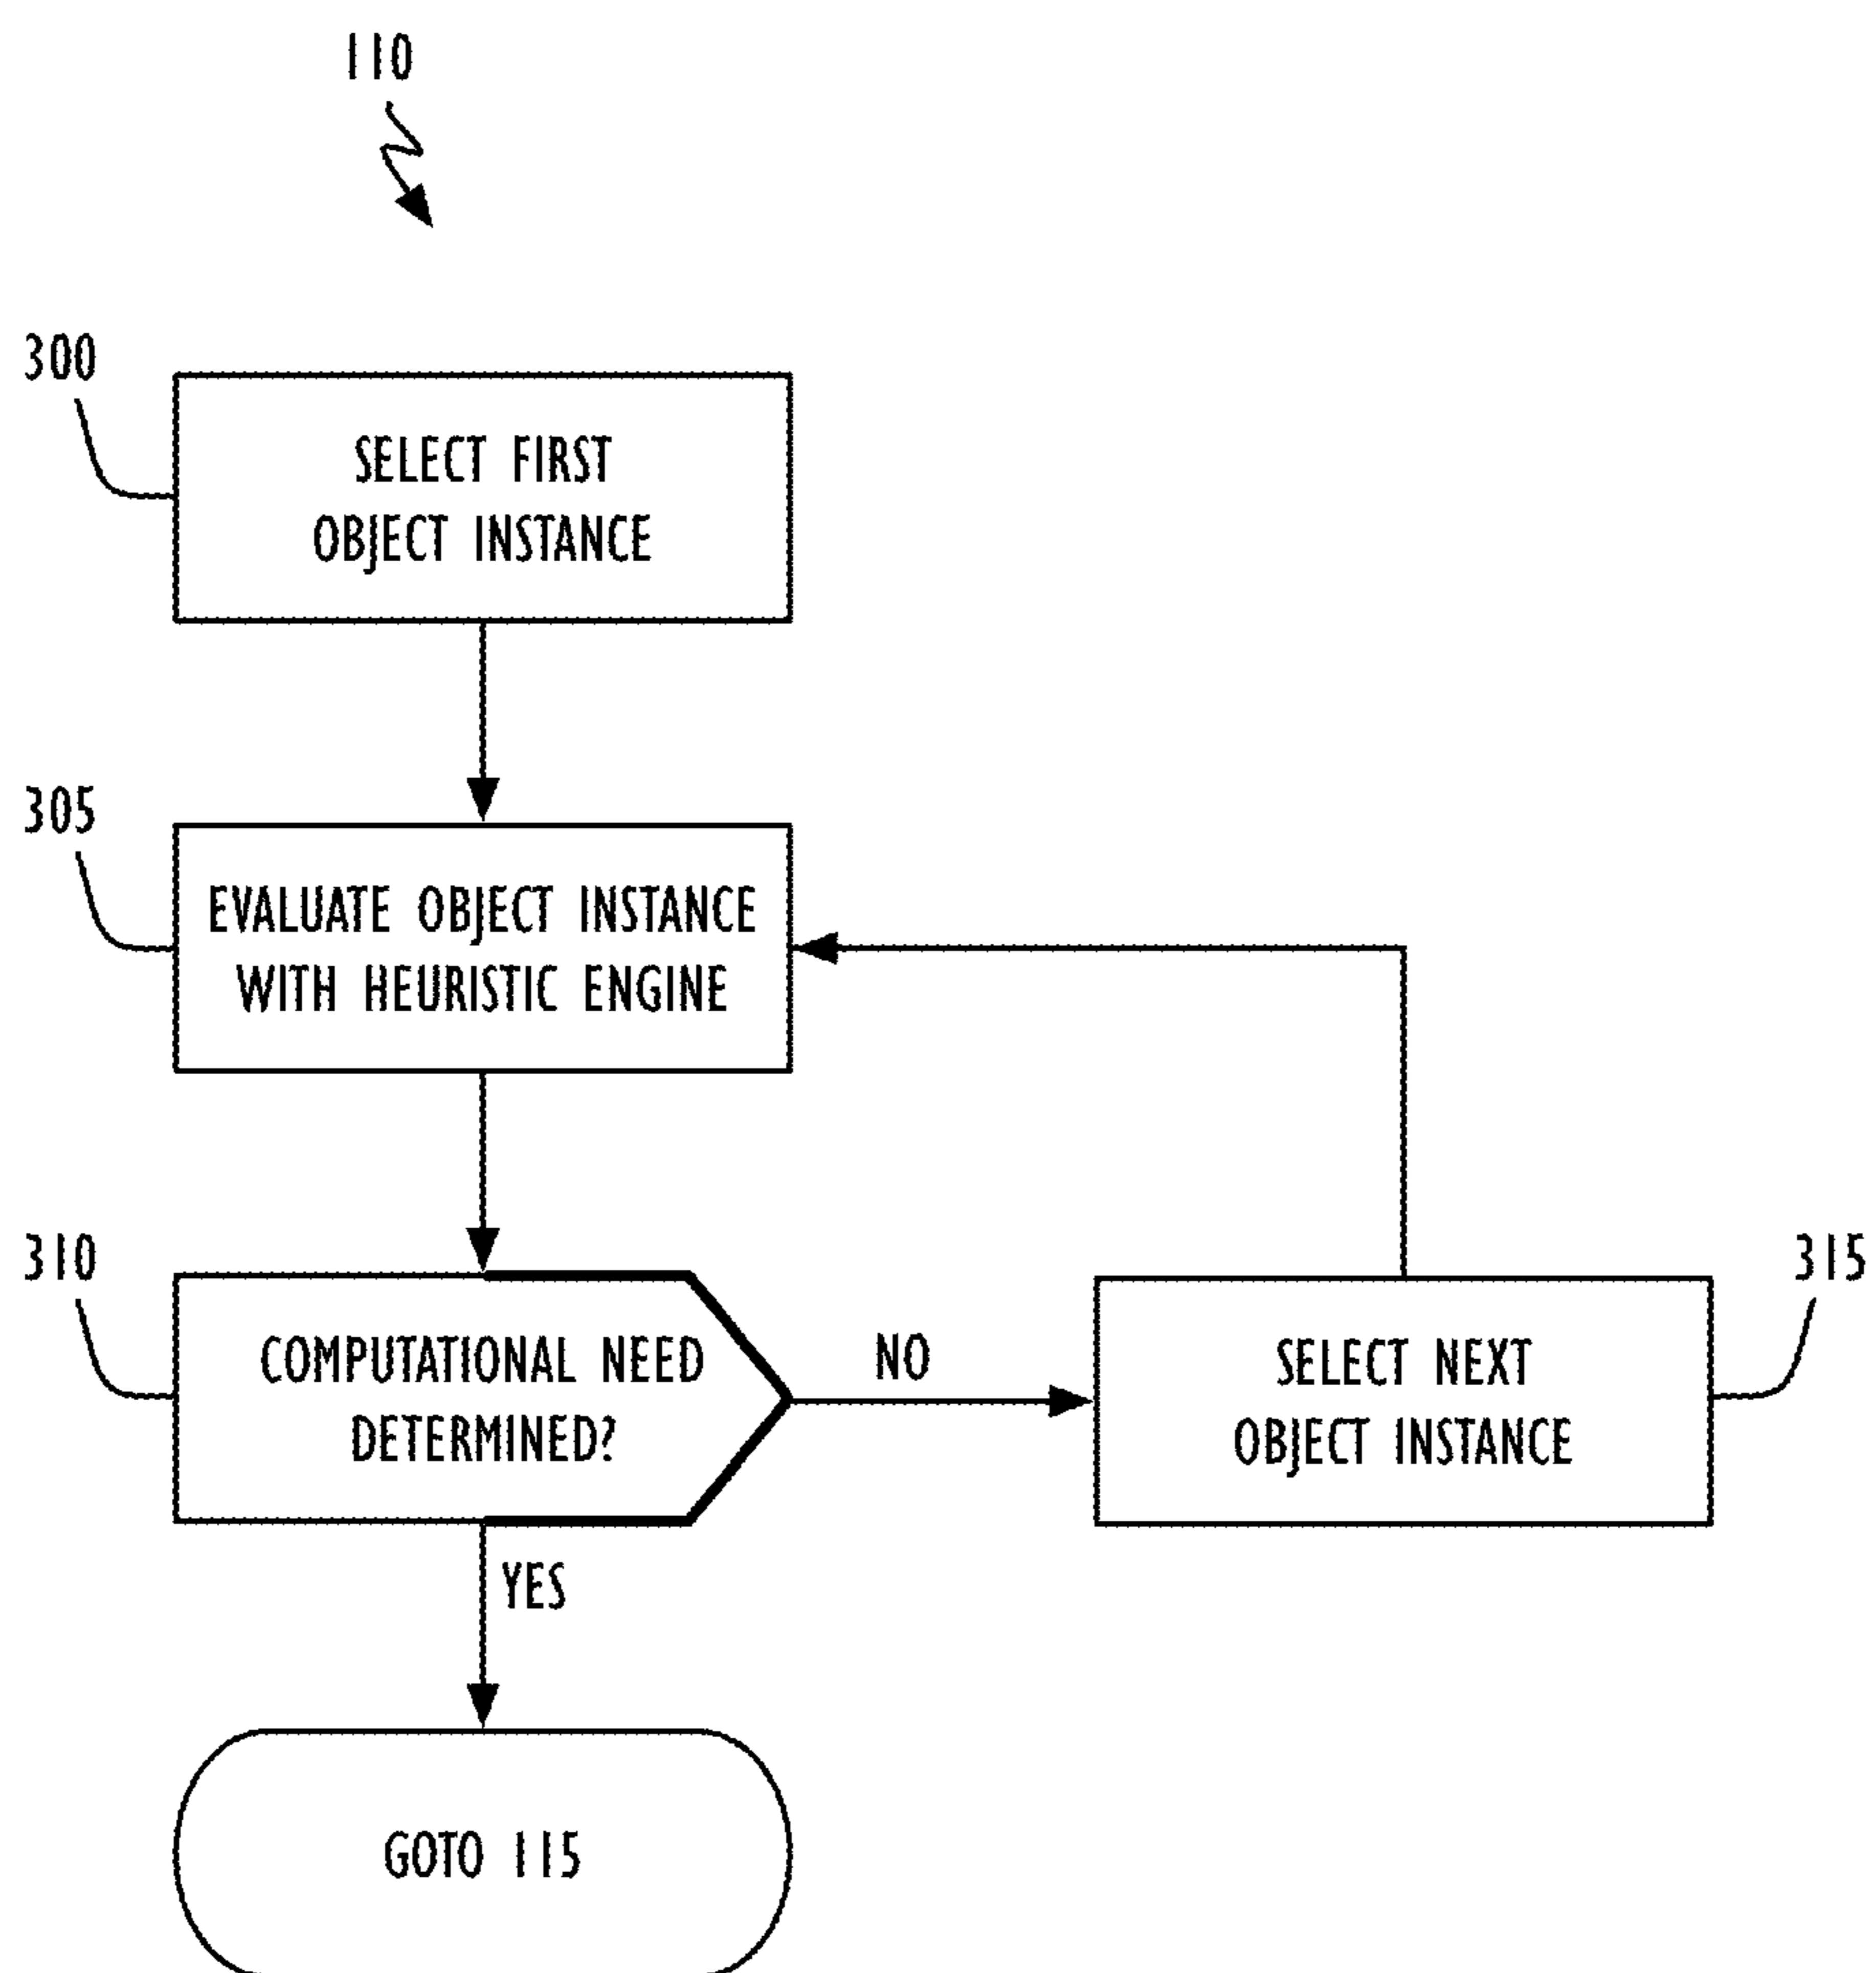 110
300
SELECT FIRST
OBJECT INSTANCE
305
EVALUATE OBJECT INSTANCE
WITH HEURISTIC ENGINE
310
COMPUTATIONAL NEED
DETERMINED?
NO
315
SELECT NEXT
OBJECT INSTANCE
YES
GOTO 115